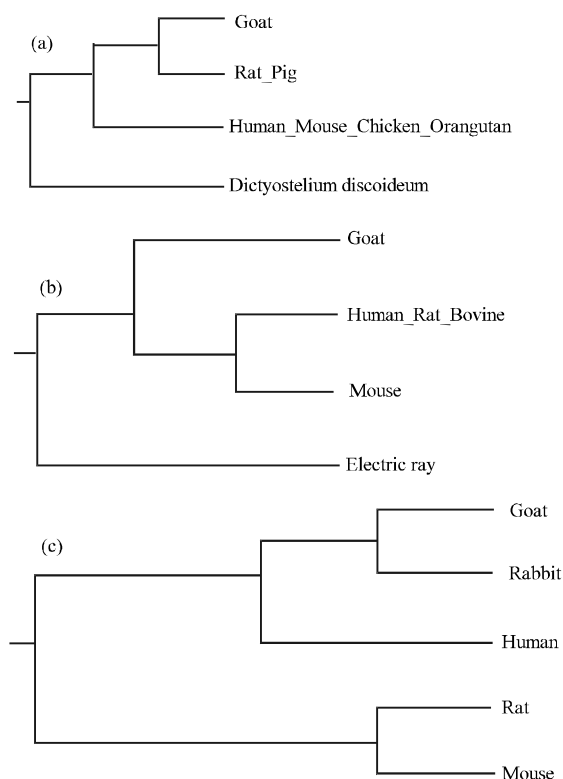 Goat
(a)
Rat_Pig
Human_Mouse_Chicken_Orangutan
Dictyostelium discoideum
Goat
(b)
Human_Rat_Bovine
Mouse
Electric ray
Goat
(c)
Rabbit
Human
Rat
Mouse